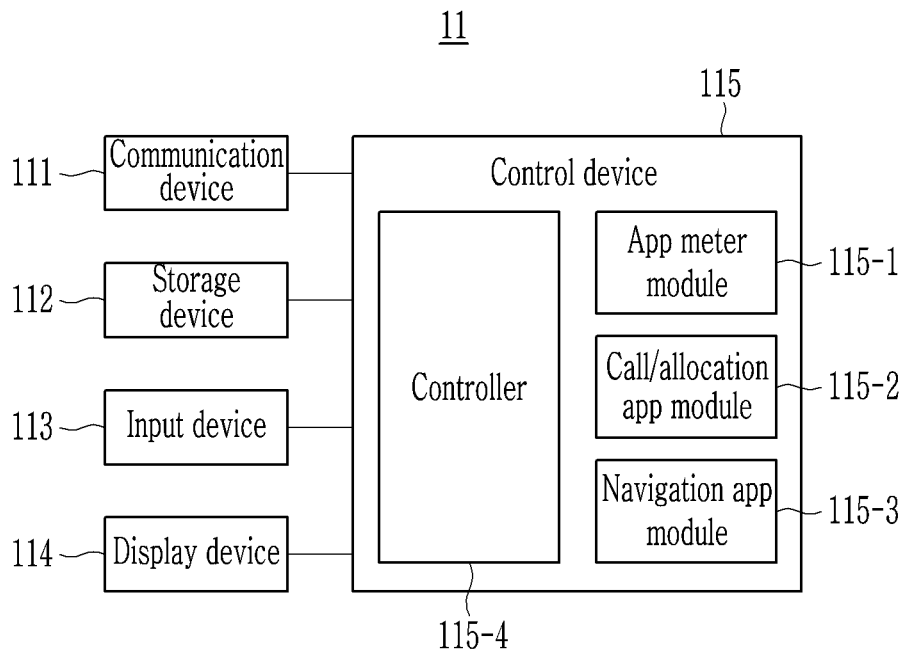 11
115
111
Communication
device
Control device
App meter
module
115-1
112
Storage
device
Controller
Call/allocation
app module
115-2
113
Input device
Navigation app
module
115-3
114
Display device
115-4